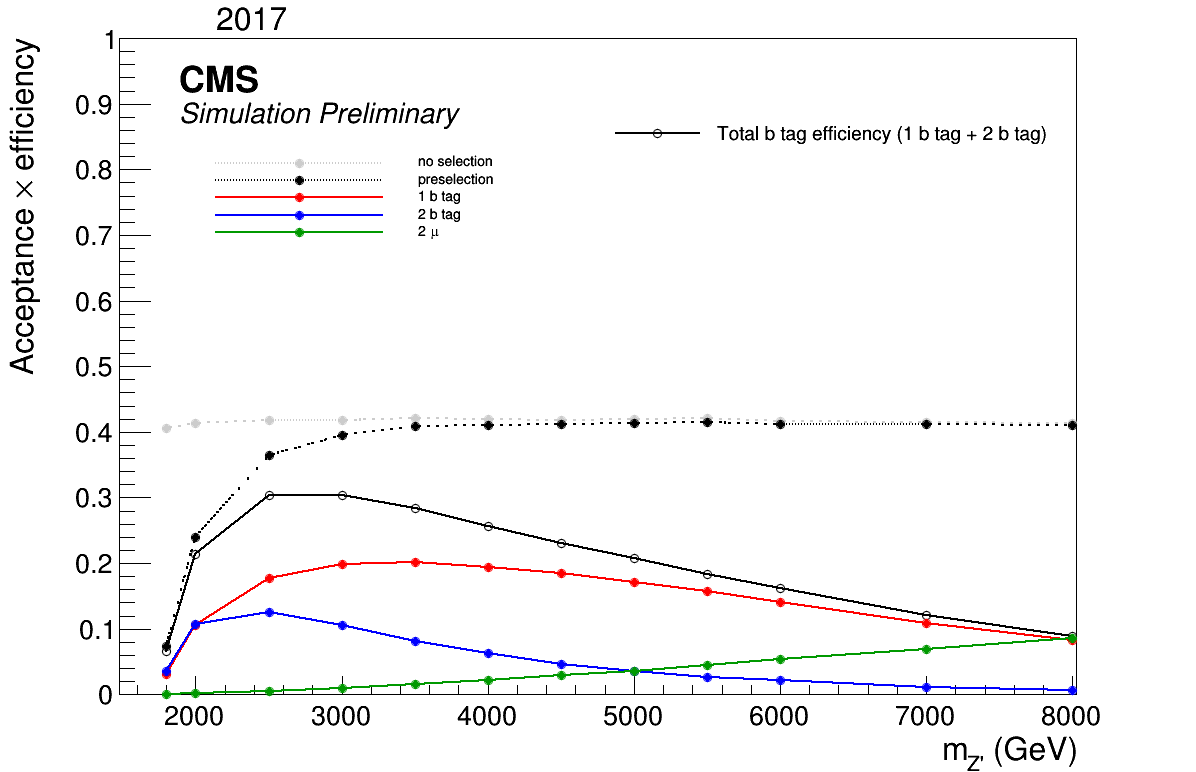 2017
CMS
Simulation Preliminary
Total b tag efficiency (1 b tag + 2 b tag)
no selection
preselection
1 b tag
2 b tag
2 μ
Acceptance × efficiency
1
0.9
0.8
0.7
0.6
0.5
0.4
0.3
0.2
0.1
0
2000 3000 4000 5000 6000 7000 8000
m_Z' (GeV)